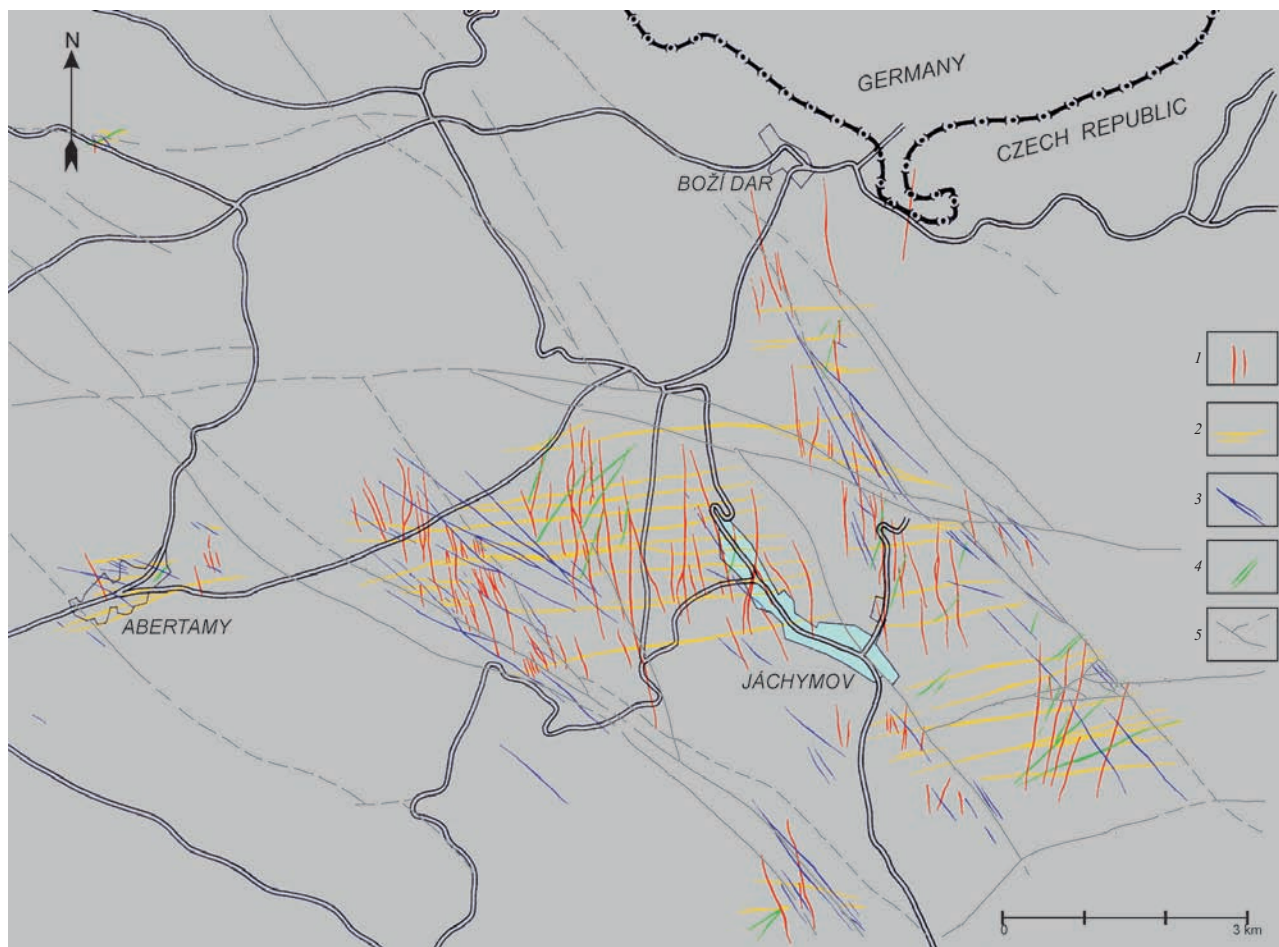 N
GERMANY
CZECH REPUBLIC
BOŽÍ DAR
1
2
3
4
5
ABERTAMY
JÁCHYMOV
0
3 km